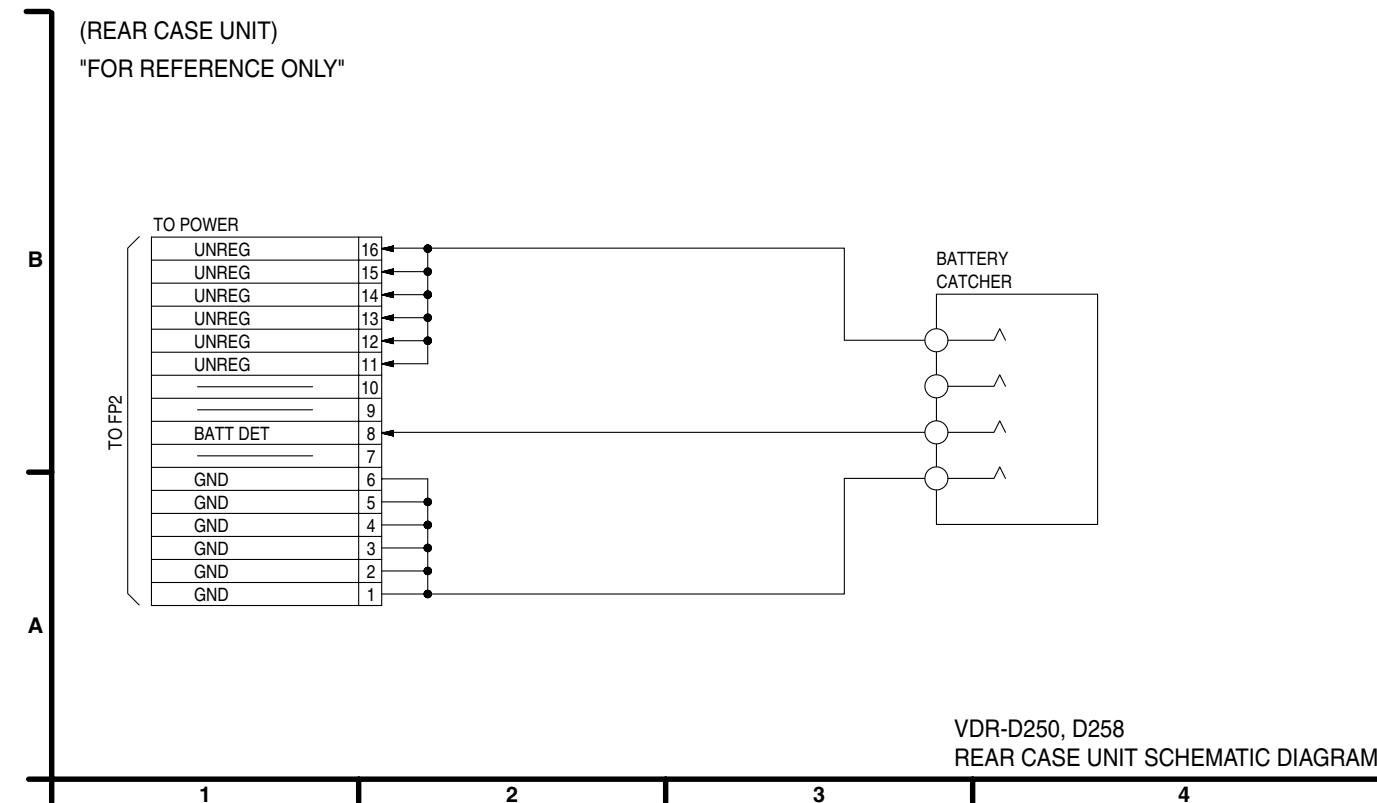 (REAR CASE UNIT)
"FOR REFERENCE ONLY"
TO POWER
UNREG 16
UNREG 15
UNREG 14
UNREG 13
UNREG 12
UNREG 11
10
9
BATT DET 8
7
GND 6
GND 5
GND 4
GND 3
GND 2
GND 1
TO FP2
BATTERY
CATCHER
B
A
VDR-D250, D258
REAR CASE UNIT SCHEMATIC DIAGRAM
1 2 3 4